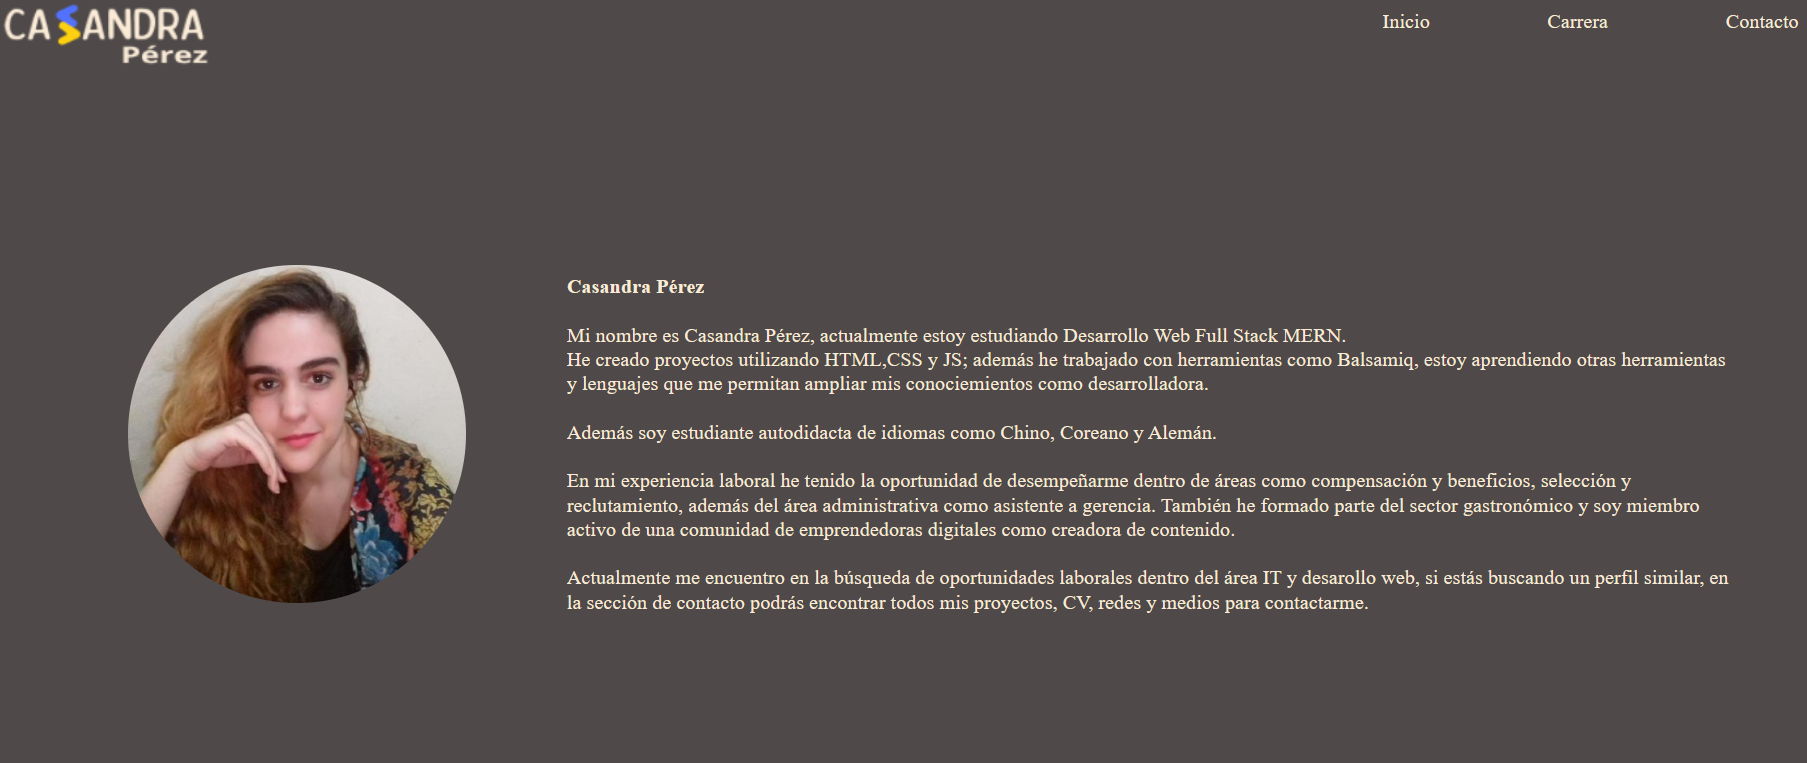 CASANDRA
Pérez
Inicio
Carrera
Contacto
Casandra Pérez
Mi nombre es Casandra Pérez, actualmente estoy estudiando Desarrollo Web Full Stack MERN.
He creado proyectos utilizando HTML,CSS y JS; además he trabajado con herramientas como Balsamiq, estoy aprendiendo otras herramientas
y lenguajes que me permitan ampliar mis conociemientos como desarrolladora.
Además soy estudiante autodidacta de idiomas como Chino, Coreano y Alemán.
En mi experiencia laboral he tenido la oportunidad de desempeñarme dentro de áreas como compensación y beneficios, selección y
reclutamiento, además del área administrativa como asistente a gerencia. También he formado parte del sector gastronómico y soy miembro
activo de una comunidad de emprendedoras digitales como creadora de contenido.
Actualmente me encuentro en la búsqueda de oportunidades laborales dentro del área IT y desarollo web, si estás buscando un perfil similar, en
la sección de contacto podrás encontrar todos mis proyectos, CV, redes y medios para contactarme.